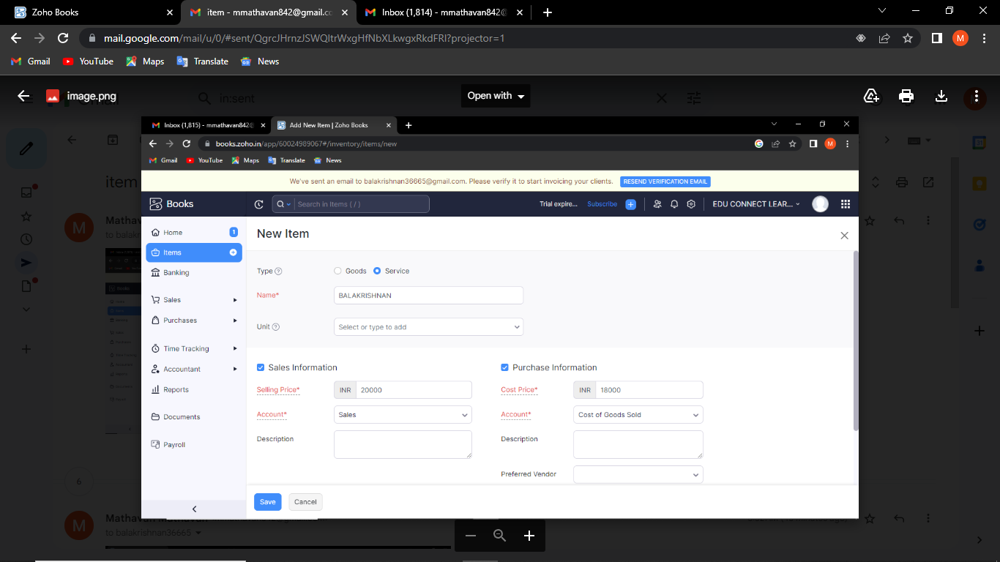 Zoho Books
item - mmathavan842@gmail.co
Inbox (1,814) - mmathavan842@
mail.google.com/mail/u/0/#sent/QgrcJHrnzJSWQltrWxgHfNbXLkwgxRkdFRl?projector=1
M
Gmail YouTube Maps Translate News
image.png
in:sent
Open with
Inbox (1,815) - mmathavan842@
Add New Item | Zoho Books
books.zoho.in/app/60024989067#/inventory/items/new
M
Gmail YouTube Maps Translate News
We've sent an email to balakrishnan36665@gmail.com. Please verify it to start invoicing your clients. RESEND VERIFICATION EMAIL
item
Books
Search in Items ( / )
Trial expire... Subscribe
EDU CONNECT LEAR...
M
Mathav
to balakr
Home 1
Items
Banking
Sales
Purchases
Time Tracking
Accountant
Reports
Documents
Payroll
New Item
Type Goods Service
Name* BALAKRISHNAN
Unit Select or type to add
Sales Information Purchase Information
Selling Price* INR 20000 Cost Price* INR 18000
Account* Sales Account* Cost of Goods Sold
Description Description
Preferred Vendor
Save Cancel
6
M
Mathavan Mathavan
to balakrishnan36665